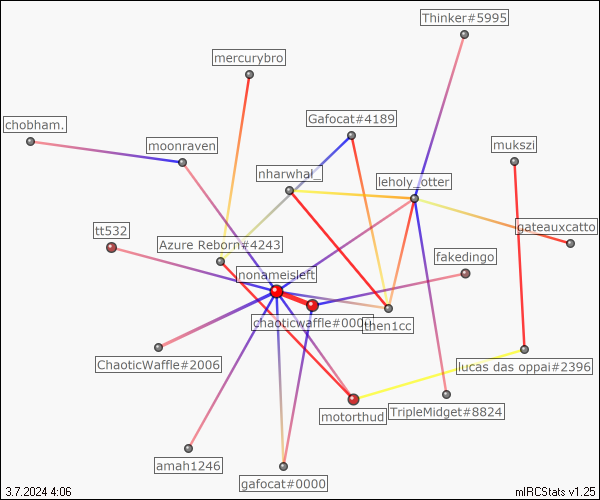 Thinker#5995
mercurybro
Gafocat#4189
chobham.
moonraven
mukszi
nharwhal_
leholy_otter
tt532
Azure Reborn#4243
gateauxcatto
fakedingo
nonameisleft
chaoticwaffle#000
then1cc
ChaoticWaffle#2006
lucas das oppai#2396
motorthud
TripleMidget#8824
amah1246
gafocat#0000
3.7.2024 4:06
mIRCStats v1.25